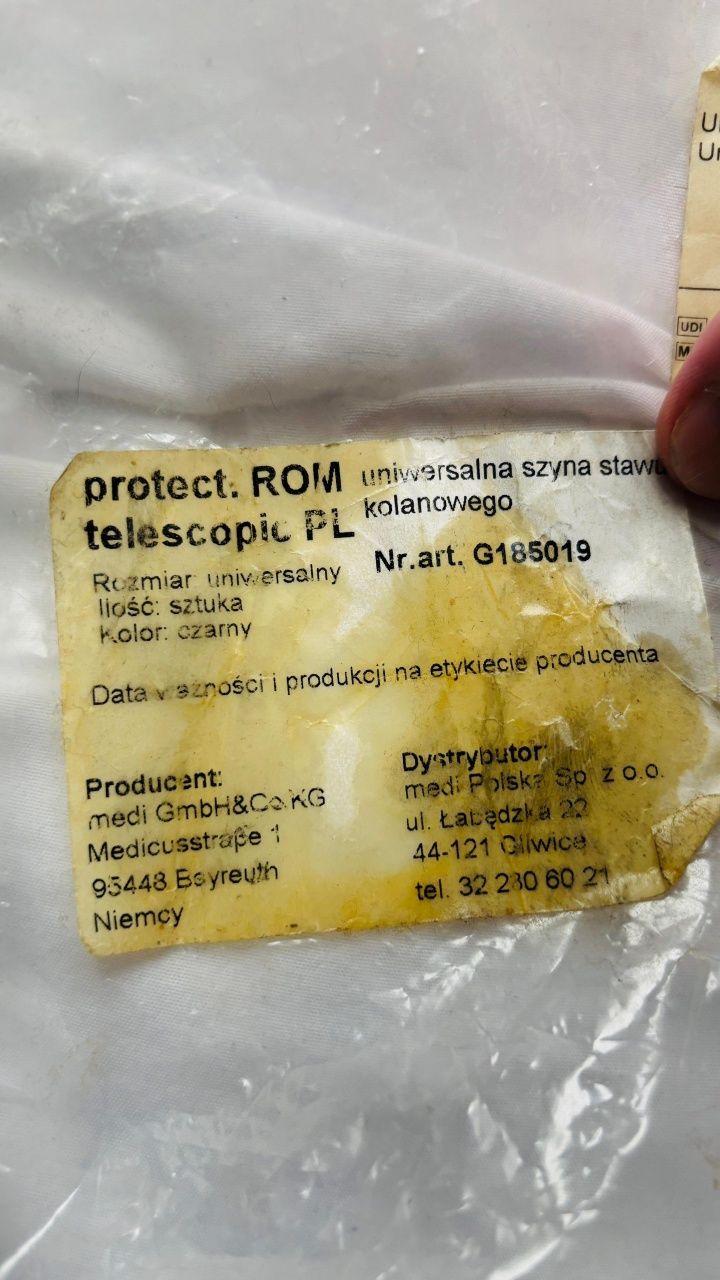 protect. ROM
telescopic PL
uniwersalna szyna stawu
kolanowego
Nr.art. G185019
Rozmiar: uniwersalny
Ilość: sztuka
Kolor: czarny
Data ważności i produkcji na etykiecie producenta
Producent:
medi GmbH&Co.KG
Medicusstraße 1
95448 Bayreuth
Niemcy
Dystrybutor:
medi Polska Sp. z o.o.
ul. Łabędzka 22
44-121 Gliwice
tel. 32 230 60 21
UDI